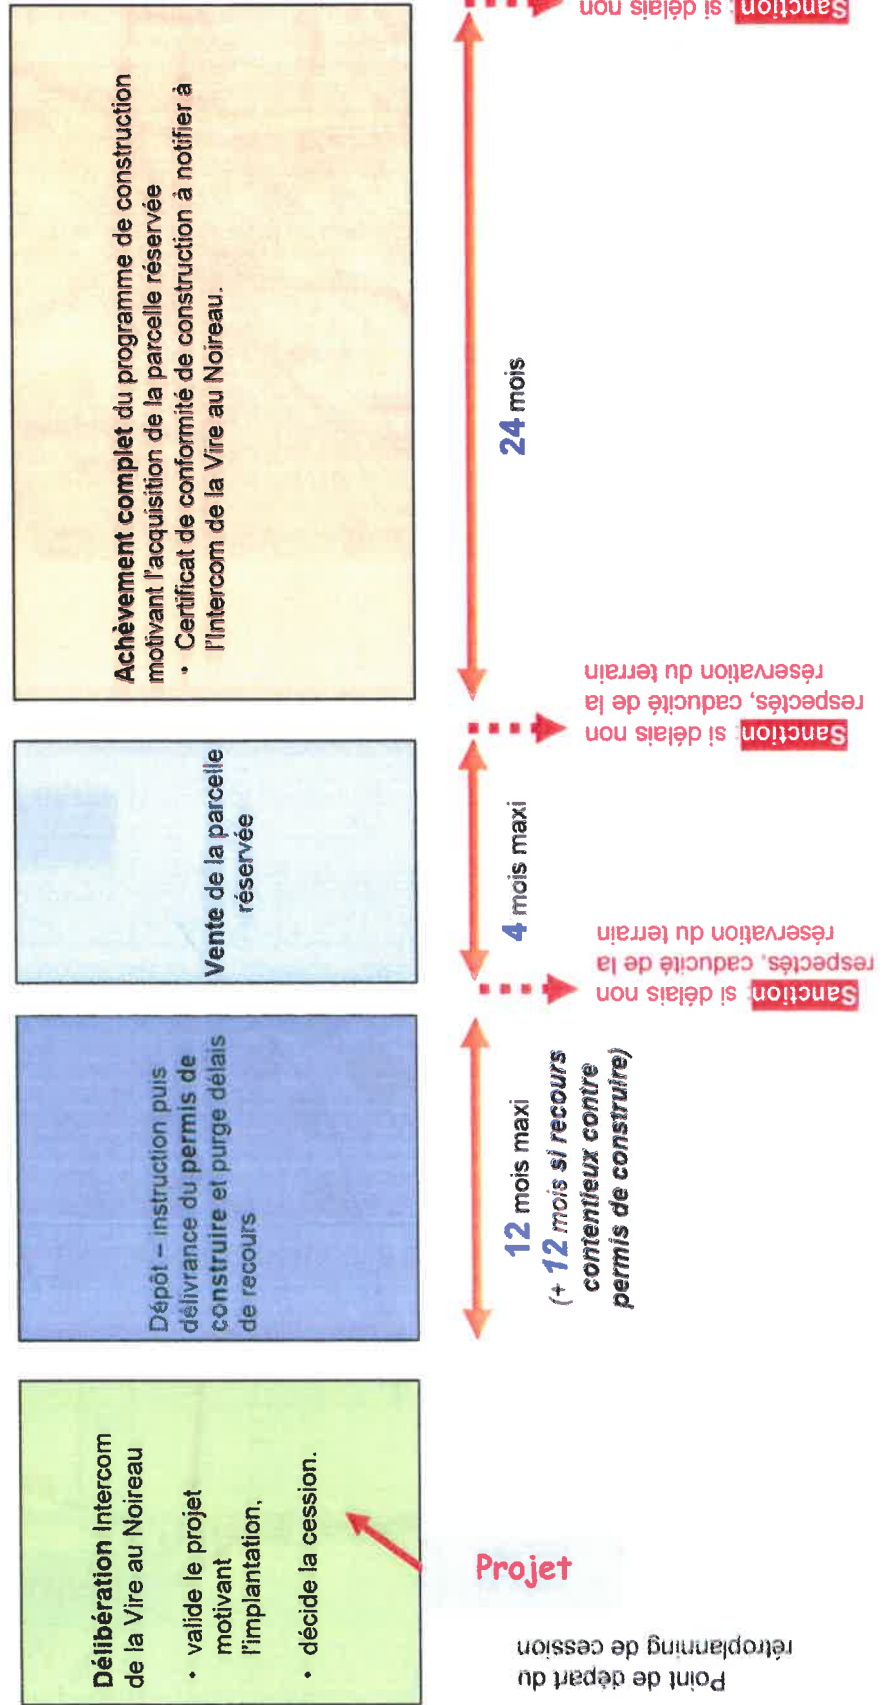 Délibération Intercom
de la Vire au Noireau
• valide le projet
motivant
l'implantation,
• décide la cession.
Projet
Point de départ du
rétroplanning de cession
Dépôt – instruction puis
délivrance du permis de
construire et purge délais
de recours
12 mois maxi
(+ 12 mois si recours
contentieux contre
permis de construire)
Sanction : si délais non
respectés, caducité de la
réservation du terrain
Vente de la parcelle
réservée
4 mois maxi
Sanction : si délais non
respectés, caducité de la
réservation du terrain
Achèvement complet du programme de construction
motivant l'acquisition de la parcelle réservée
• Certificat de conformité de construction à notifier à
l'Intercom de la Vire au Noireau.
24 mois
Sanction : si délais non